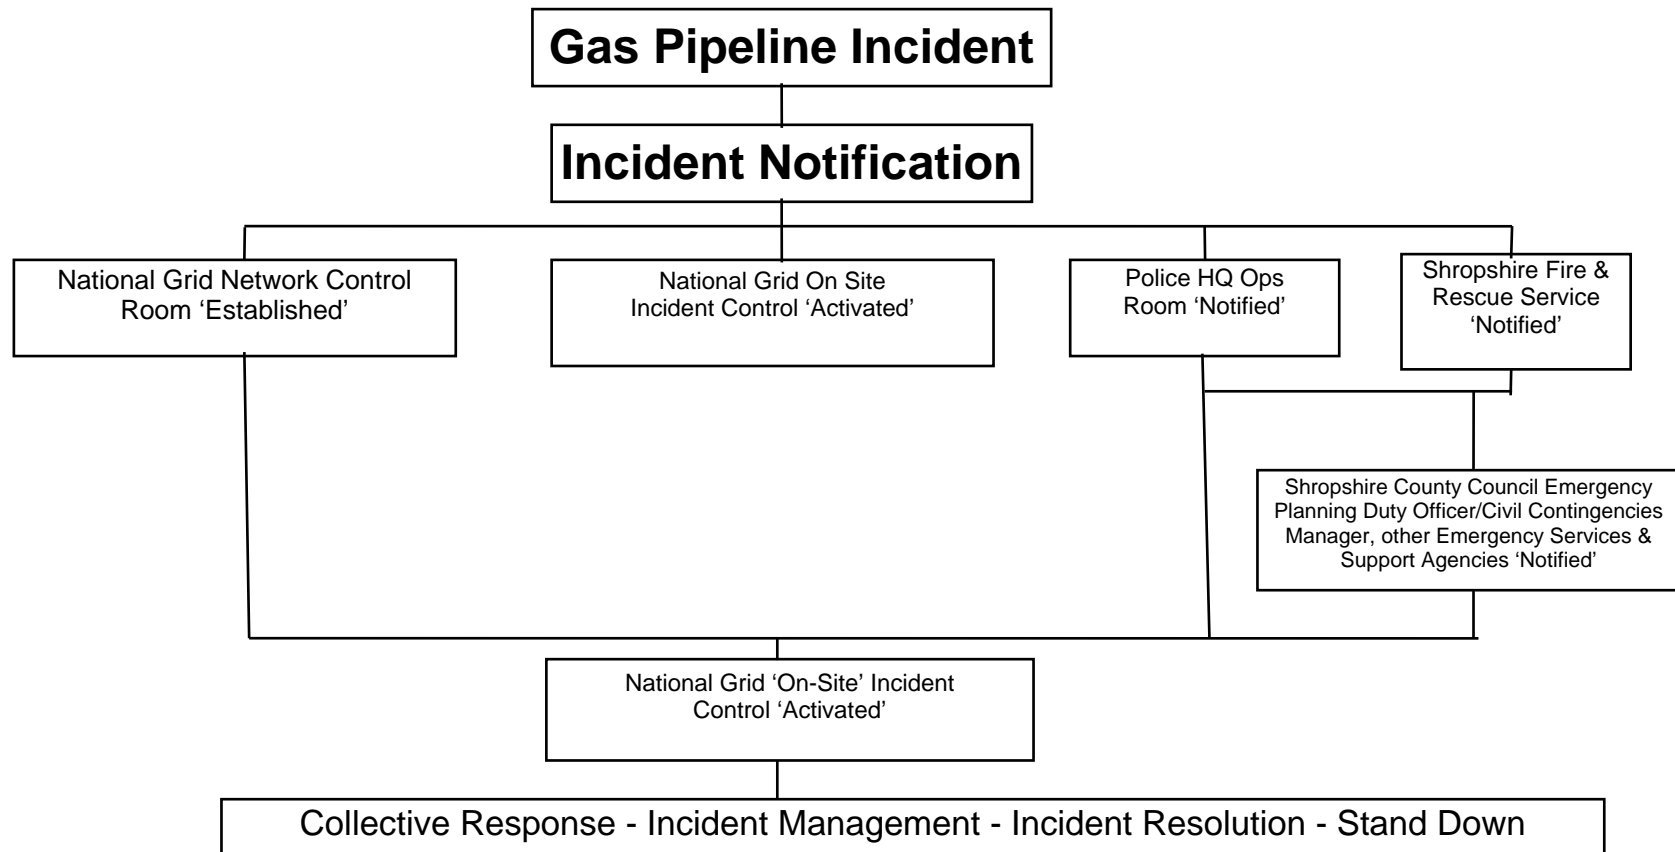 Gas Pipeline Incident
Incident Notification
National Grid Network Control
Room ‘Established’
National Grid On Site
Incident Control ‘Activated’
Police HQ Ops
Room ‘Notified’
Shropshire Fire &
Rescue Service
‘Notified’
Shropshire County Council Emergency
Planning Duty Officer/Civil Contingencies
Manager, other Emergency Services &
Support Agencies ‘Notified’
National Grid ‘On-Site’ Incident
Control ‘Activated’
Collective Response - Incident Management - Incident Resolution - Stand Down